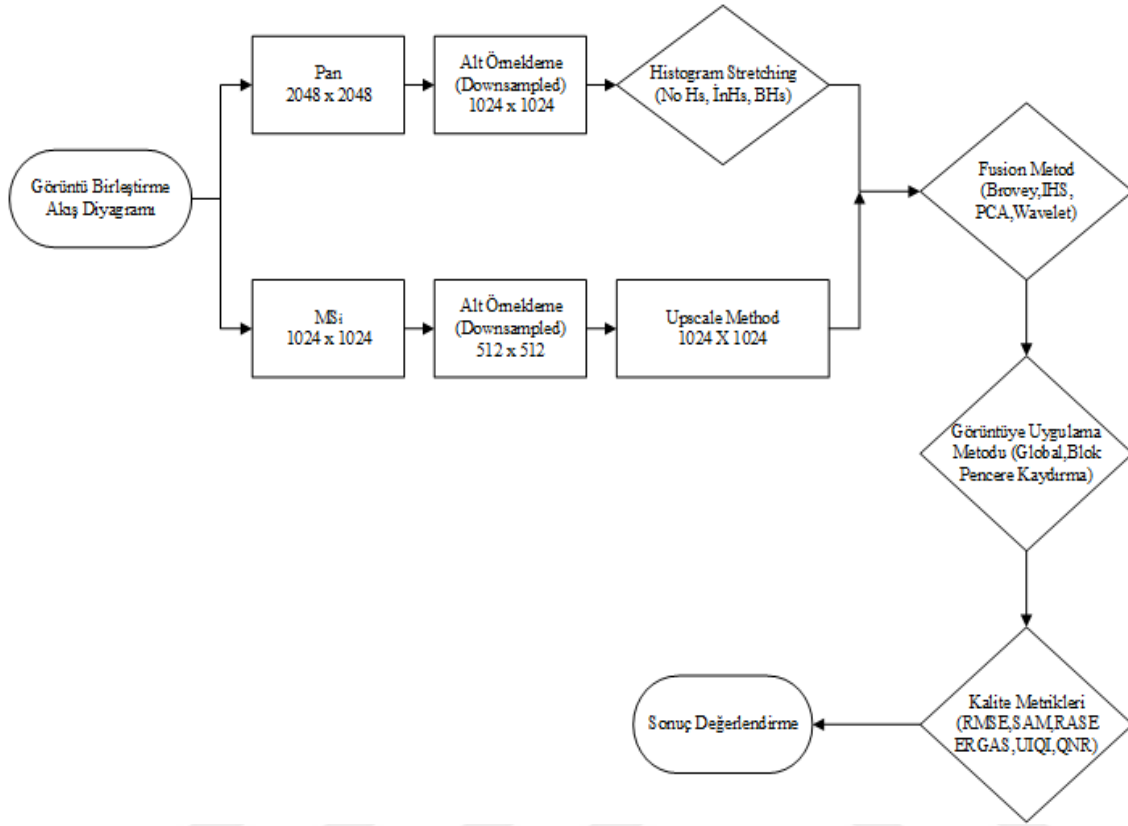 Görüntü Birleştirme
Akış Diyagramı
Pan
2048 x 2048
Alt Örnekleme
(Downsampled)
1024 x 1024
Histogram Stretching
(No Hs, İnHs, BHs)
MSi
1024 x 1024
Alt Örnekleme
(Downsampled)
512 x 512
Upscale Method
1024 X 1024
Fusion Metod
(Brovey,IHS,
PCA,Wavelet)
Görüntüye Uygulama
Metodu (Global,Blok
Pencere Kaydırma)
Kalite Metrikleri
(RMSE,SAM,RASE
ERGAS,UIQI,QNR)
Sonuç Değerlendirme